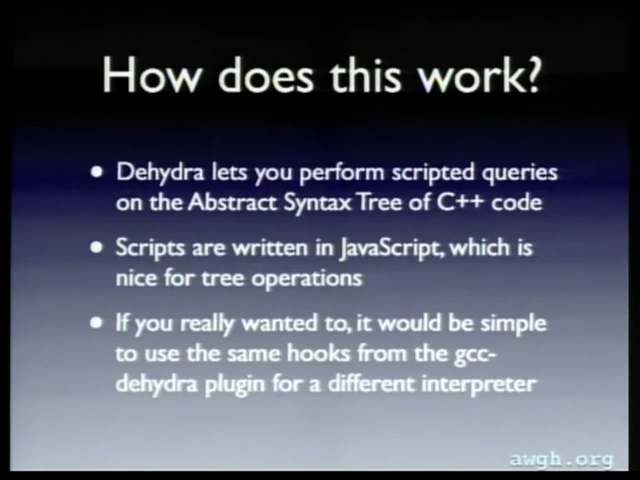 How does this work?
• Dehydra lets you perform scripted queries
on the Abstract Syntax Tree of C++ code
• Scripts are written in JavaScript, which is
nice for tree operations
• If you really wanted to, it would be simple
to use the same hooks from the gcc-
dehydra plugin for a different interpreter
awgh.org